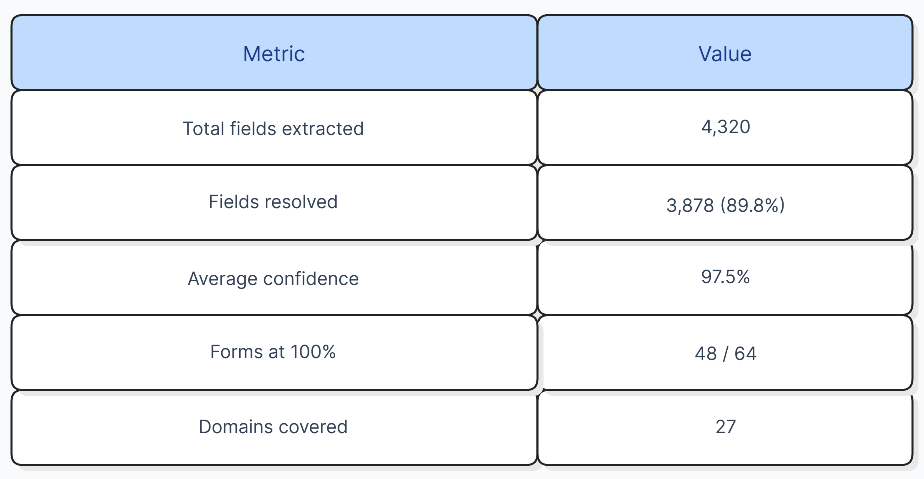 Metric Value
Total fields extracted 4,320
Fields resolved 3,878 (89.8%)
Average confidence 97.5%
Forms at 100% 48 / 64
Domains covered 27